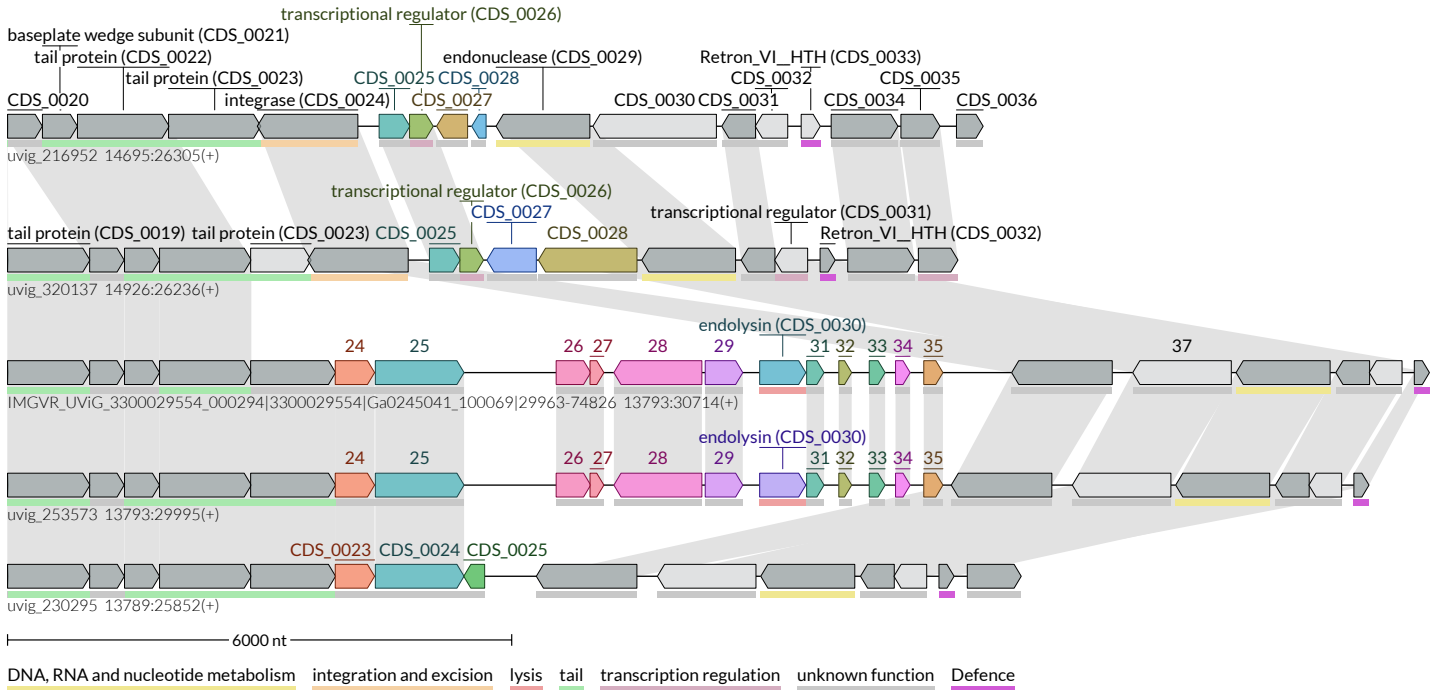 transcriptional regulator (CDS_0026)
baseplate wedge subunit (CDS_0021)
tail protein (CDS_0022) endonuclease (CDS_0029) Retron_VI__HTH (CDS_0033)
tail protein (CDS_0023) CDS_0025 CDS_0028 CDS_0032 CDS_0035
CDS_0020 integrase (CDS_0024) CDS_0027 CDS_0030 CDS_0031 CDS_0034 CDS_0036
uvig_216952 14695:26305(+)
transcriptional regulator (CDS_0026)
CDS_0027 transcriptional regulator (CDS_0031)
tail protein (CDS_0019) tail protein (CDS_0023) CDS_0025 CDS_0028 Retron_VI__HTH (CDS_0032)
uvig_320137 14926:26236(+)
endolysin (CDS_0030)
24 25 26 27 28 29 31 32 33 34 35 37
IMGVR_UViG_3300029554_000294|3300029554|Ga0245041_100069|29963-74826 13793:30714(+)
endolysin (CDS_0030)
24 25 26 27 28 29 31 32 33 34 35
uvig_253573 13793:29995(+)
CDS_0023 CDS_0024 CDS_0025
uvig_230295 13789:25852(+)
6000 nt
DNA, RNA and nucleotide metabolism integration and excision lysis tail transcription regulation unknown function Defence